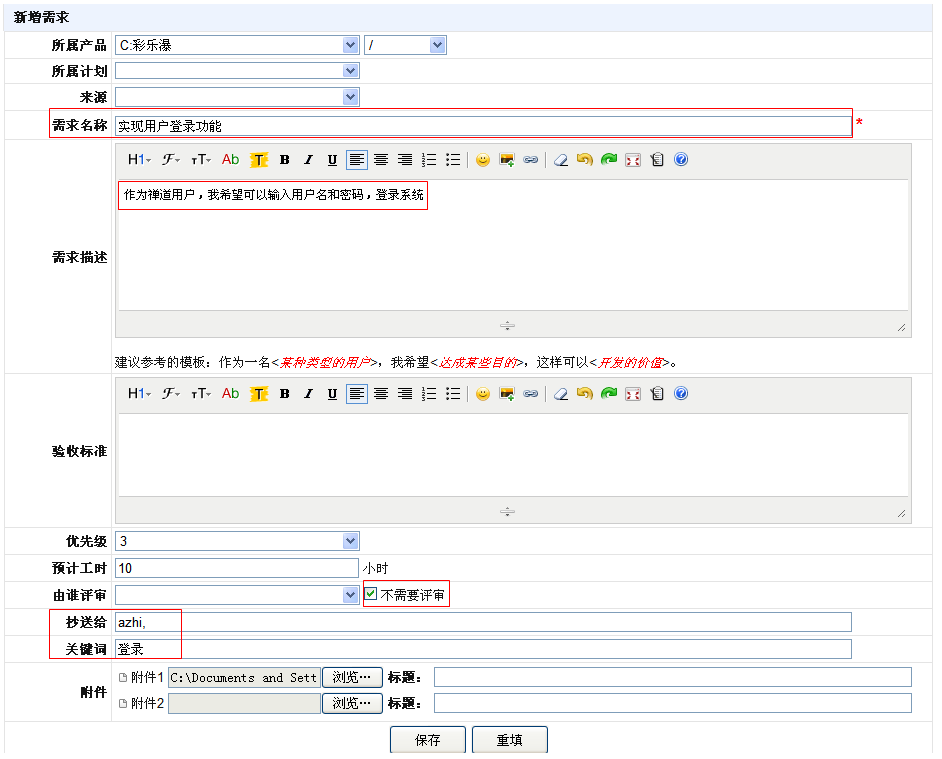 新增需求
所属产品 C:彩乐瀑 /
所属计划
来源
需求名称 实现用户登录功能 *
H1 F TT Ab T B I U
作为禅道用户，我希望可以输入用户名和密码，登录系统
需求描述
建议参考的模板：作为一名<某种类型的用户>，我希望<达成某些目的>，这样可以<开发的价值>。
H1 F TT Ab T B I U
验收标准
优先级 3
预计工时 10 小时
由谁评审 不需要评审
抄送给 azhi,
关键词 登录
附件 附件1 C:\Documents and Sett 浏览… 标题：
附件2 浏览… 标题：
保存 重填